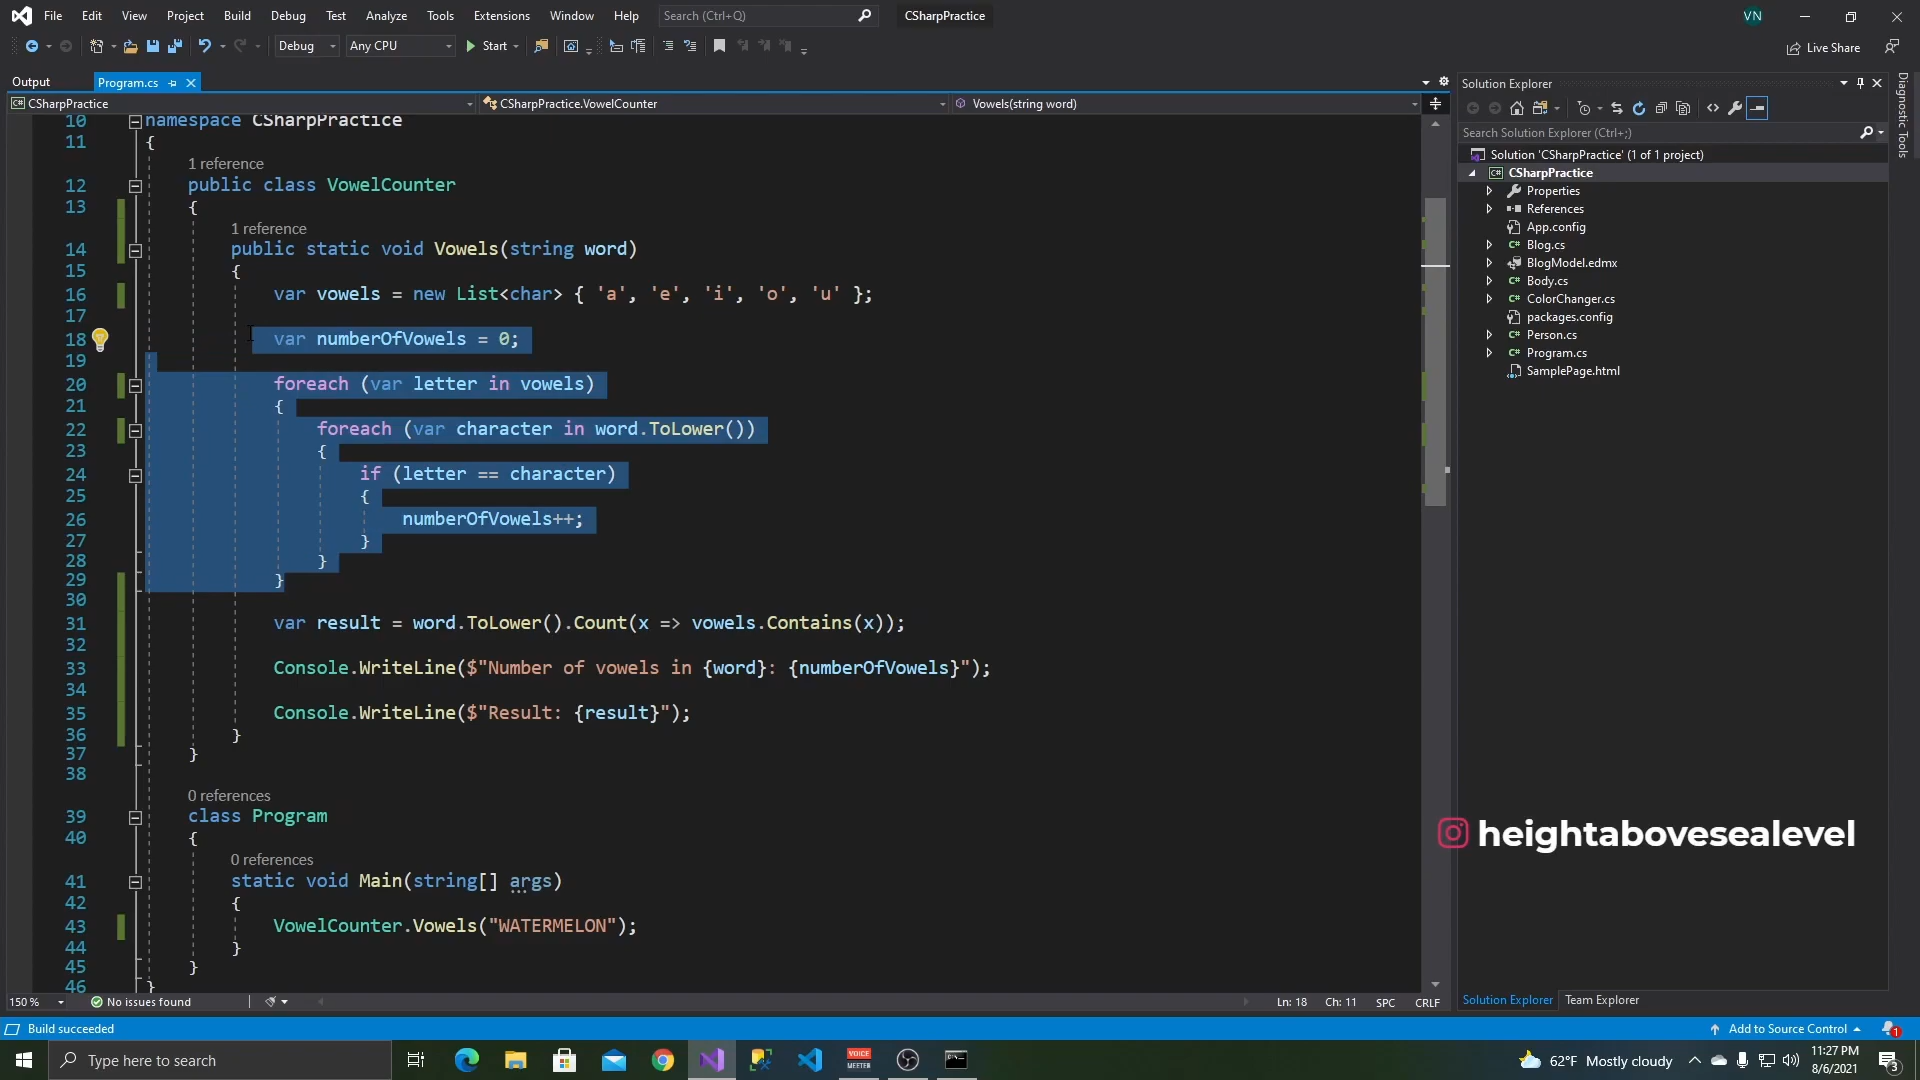 File Edit View Project Build Debug Test Analyze Tools Extensions Window Help Search (Ctrl+Q) CSharpPractice VN
Debug Any CPU Start Live Share
Output Program.cs
CSharpPractice CSharpPractice.VowelCounter Vowels(string word)
10 namespace CSharpPractice
11 {
1 reference
12 public class VowelCounter
13 {
1 reference
14 public static void Vowels(string word)
15 {
16 var vowels = new List<char> { 'a', 'e', 'i', 'o', 'u' };
17
18 var numberOfVowels = 0;
19
20 foreach (var letter in vowels)
21 {
22 foreach (var character in word.ToLower())
23 {
24 if (letter == character)
25 {
26 numberOfVowels++;
27 }
28 }
29 }
30
31 var result = word.ToLower().Count(x => vowels.Contains(x));
32
33 Console.WriteLine($"Number of vowels in {word}: {numberOfVowels}");
34
35 Console.WriteLine($"Result: {result}");
36 }
37 }
38
0 references
39 class Program
40 {
0 references
41 static void Main(string[] args)
42 {
43 VowelCounter.Vowels("WATERMELON");
44 }
45 }
46 }
150 % No issues found Ln: 18 Ch: 11 SPC CRLF
Solution Explorer
Search Solution Explorer (Ctrl+;)
Solution 'CSharpPractice' (1 of 1 project)
CSharpPractice
Properties
References
App.config
Blog.cs
BlogModel.edmx
Body.cs
ColorChanger.cs
packages.config
Person.cs
Program.cs
SamplePage.html
Diagnostic Tools
heightabovesealevel
Solution Explorer Team Explorer
Build succeeded Add to Source Control 1
Type here to search VOICE MEETER 62°F Mostly cloudy 11:27 PM
8/6/2021 3